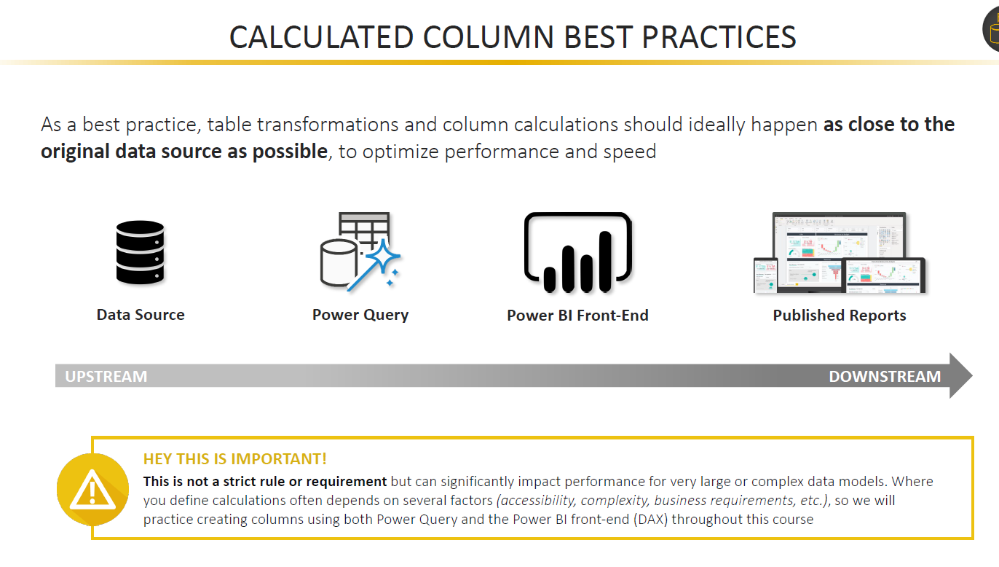 CALCULATED COLUMN BEST PRACTICES
As a best practice, table transformations and column calculations should ideally happen as close to the
original data source as possible, to optimize performance and speed
Data Source
Power Query
Power BI Front-End
Published Reports
UPSTREAM
DOWNSTREAM
HEY THIS IS IMPORTANT!
This is not a strict rule or requirement but can significantly impact performance for very large or complex data models. Where
you define calculations often depends on several factors (accessibility, complexity, business requirements, etc.), so we will
practice creating columns using both Power Query and the Power BI front-end (DAX) throughout this course